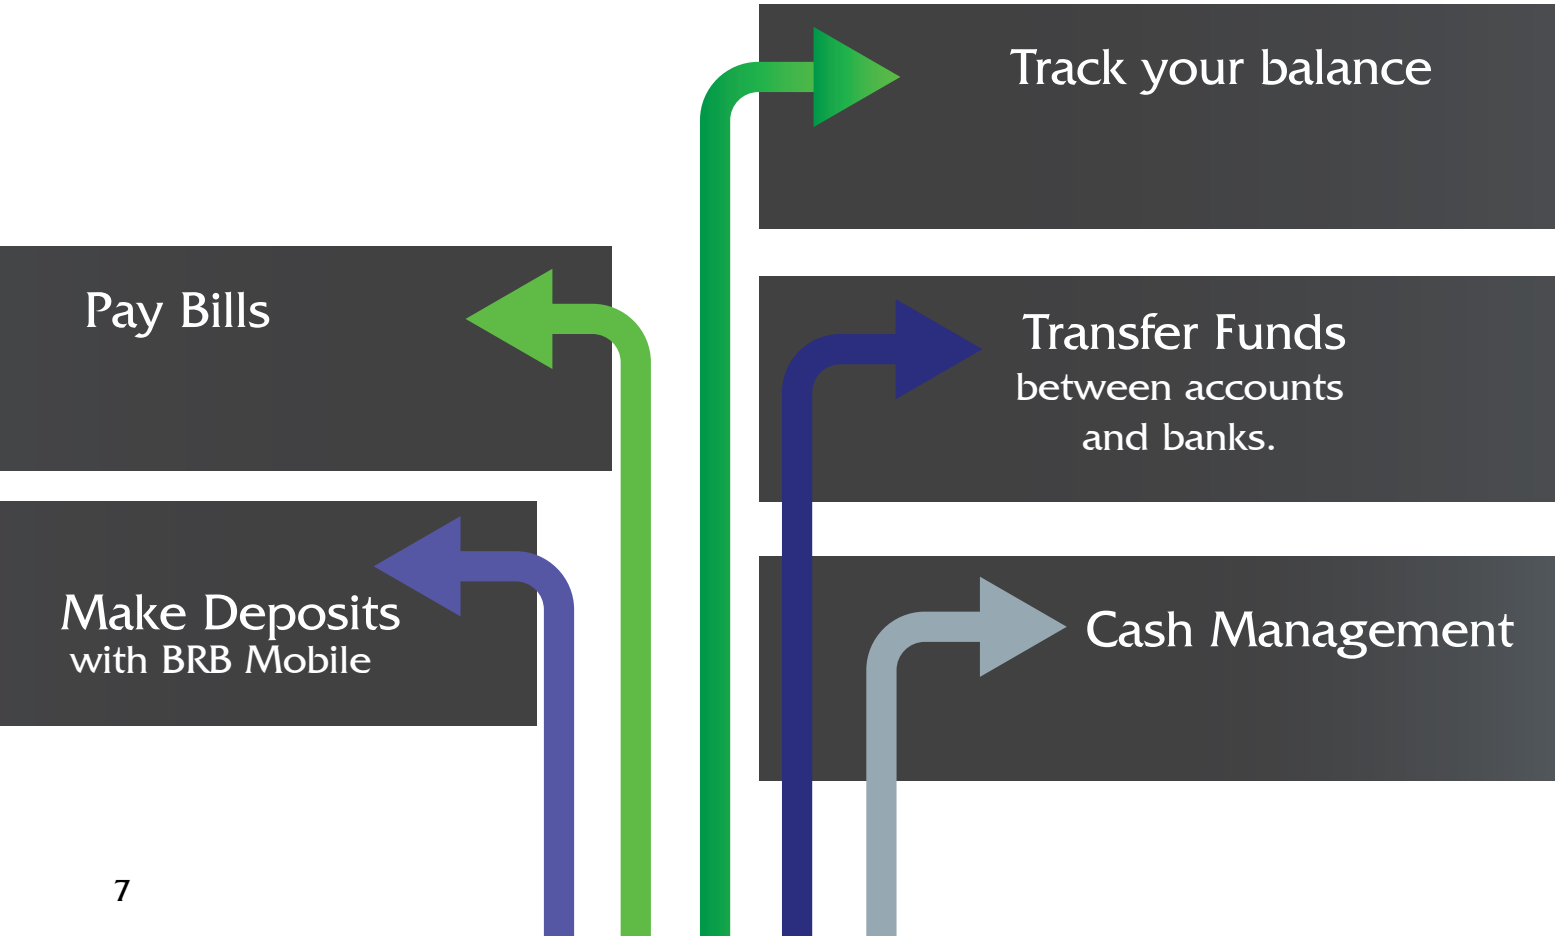 Track your balance
Pay Bills
Transfer Funds
between accounts
and banks.
Make Deposits
with BRB Mobile
Cash Management
7